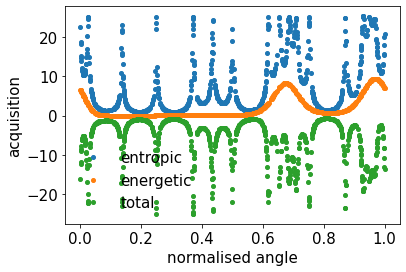 acquisition
20
10
0
−10
−20
entropic
energetic
total
0.0 0.2 0.4 0.6 0.8 1.0
normalised angle